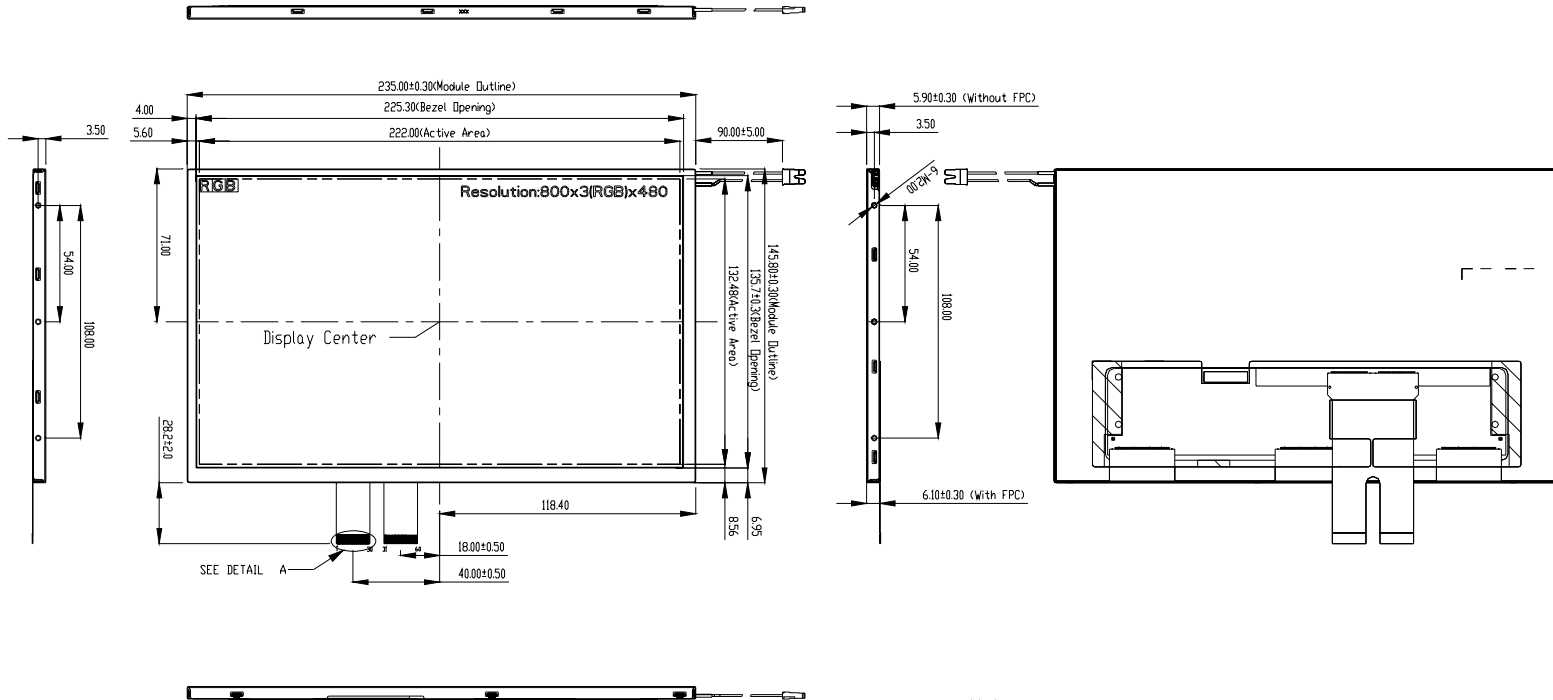 xxx
235.00±0.30(Module Outline)
225.30(Bezel Opening)
222.00(Active Area)
4.00
5.60
3.50
90.00±5.00
5.90±0.30 (Without FPC)
3.50
RGB
Resolution:800x3(RGB)x480
6-M2.00
71.00
54.00
108.00
Display Center
132.48(Active Area)
135.7±0.3(Bezel Opening)
145.80±0.30(Module Outline)
54.00
108.00
28.2±2.0
118.40
8.56
6.95
6.10±0.30 (With FPC)
30
31
60
18.00±0.50
40.00±0.50
SEE DETAIL A